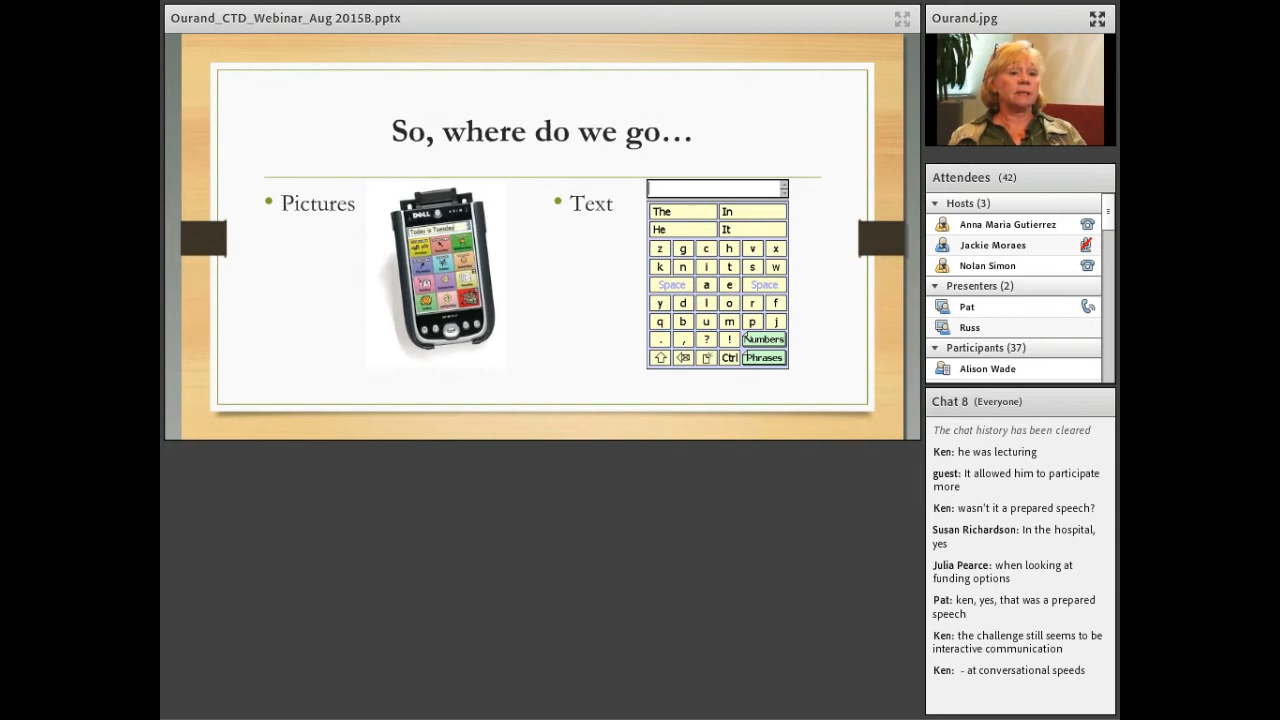 Ourand_CTD_Webinar_Aug 2015B.pptx
So, where do we go…
• Pictures
DELL
Today is Tuesday!
• Text
The In
He It
z g c h v x
k n i t s w
Space a e Space
y d l o r f
q b u m p j
. , ? ! Numbers
Ctrl Phrases
Ourand.jpg
Attendees (42)
Hosts (3)
Anna Maria Gutierrez
Jackie Moraes
Nolan Simon
Presenters (2)
Pat
Russ
Participants (37)
Alison Wade
Chat 8 (Everyone)
The chat history has been cleared
Ken: he was lecturing
guest: It allowed him to participate
more
Ken: wasn't it a prepared speech?
Susan Richardson: In the hospital,
yes
Julia Pearce: when looking at
funding options
Pat: ken, yes, that was a prepared
speech
Ken: the challenge still seems to be
interactive communication
Ken: - at conversational speeds